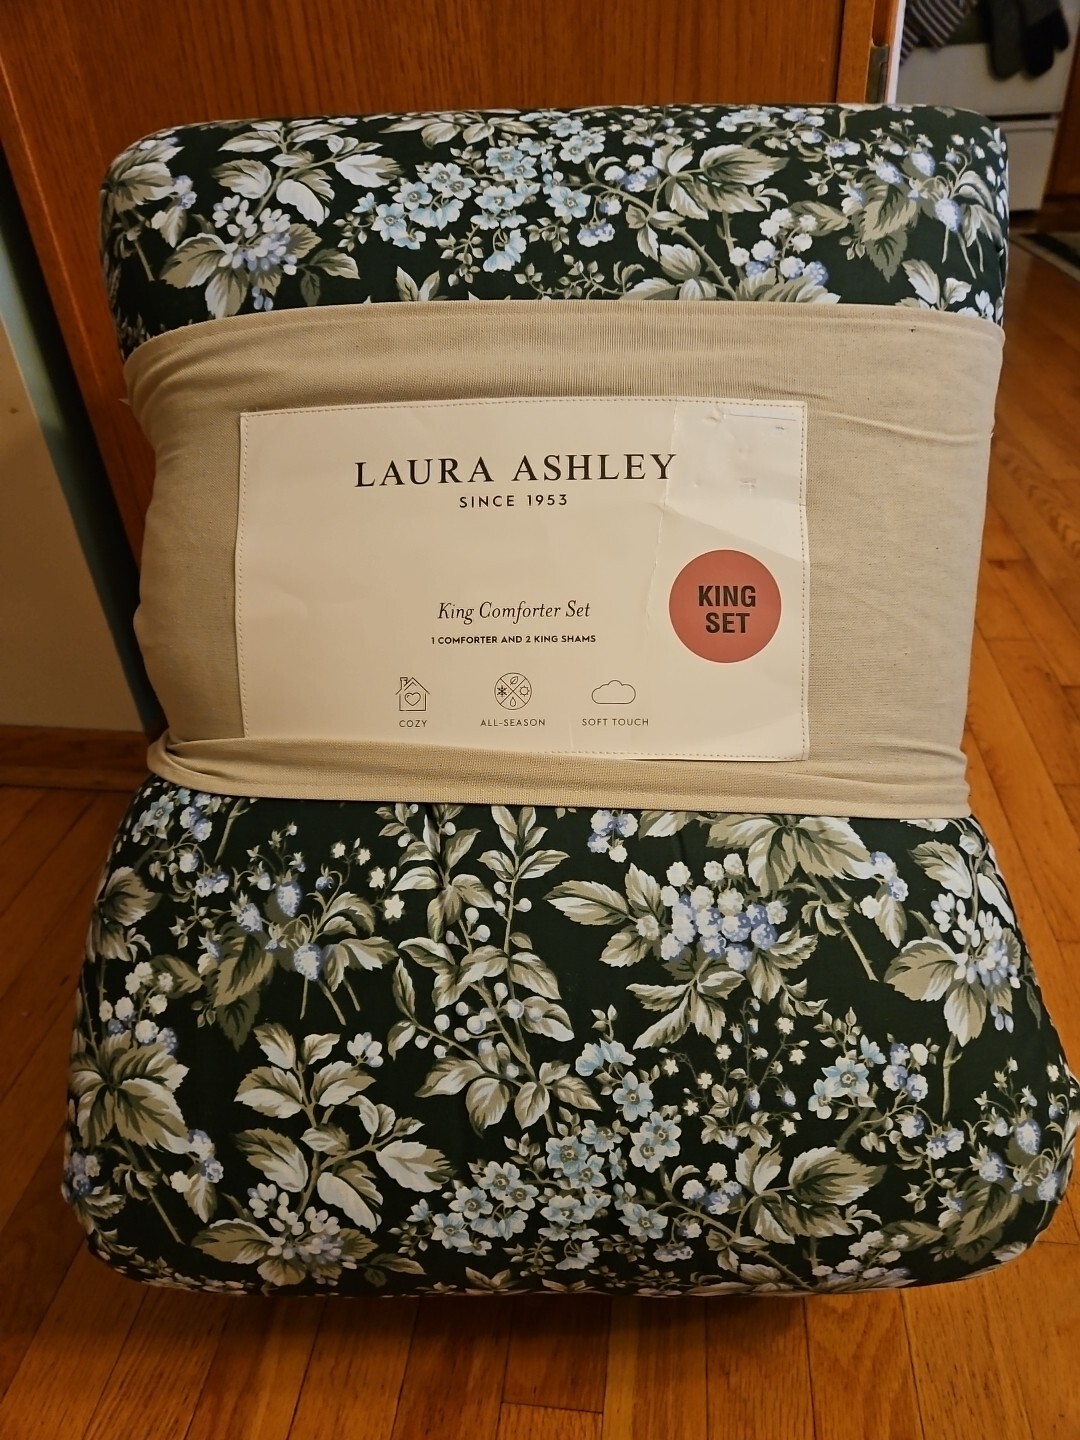 LAURA ASHLEY
SINCE 1953
King Comforter Set
1 COMFORTER AND 2 KING SHAMS
KING
SET
COZY
ALL-SEASON
SOFT TOUCH